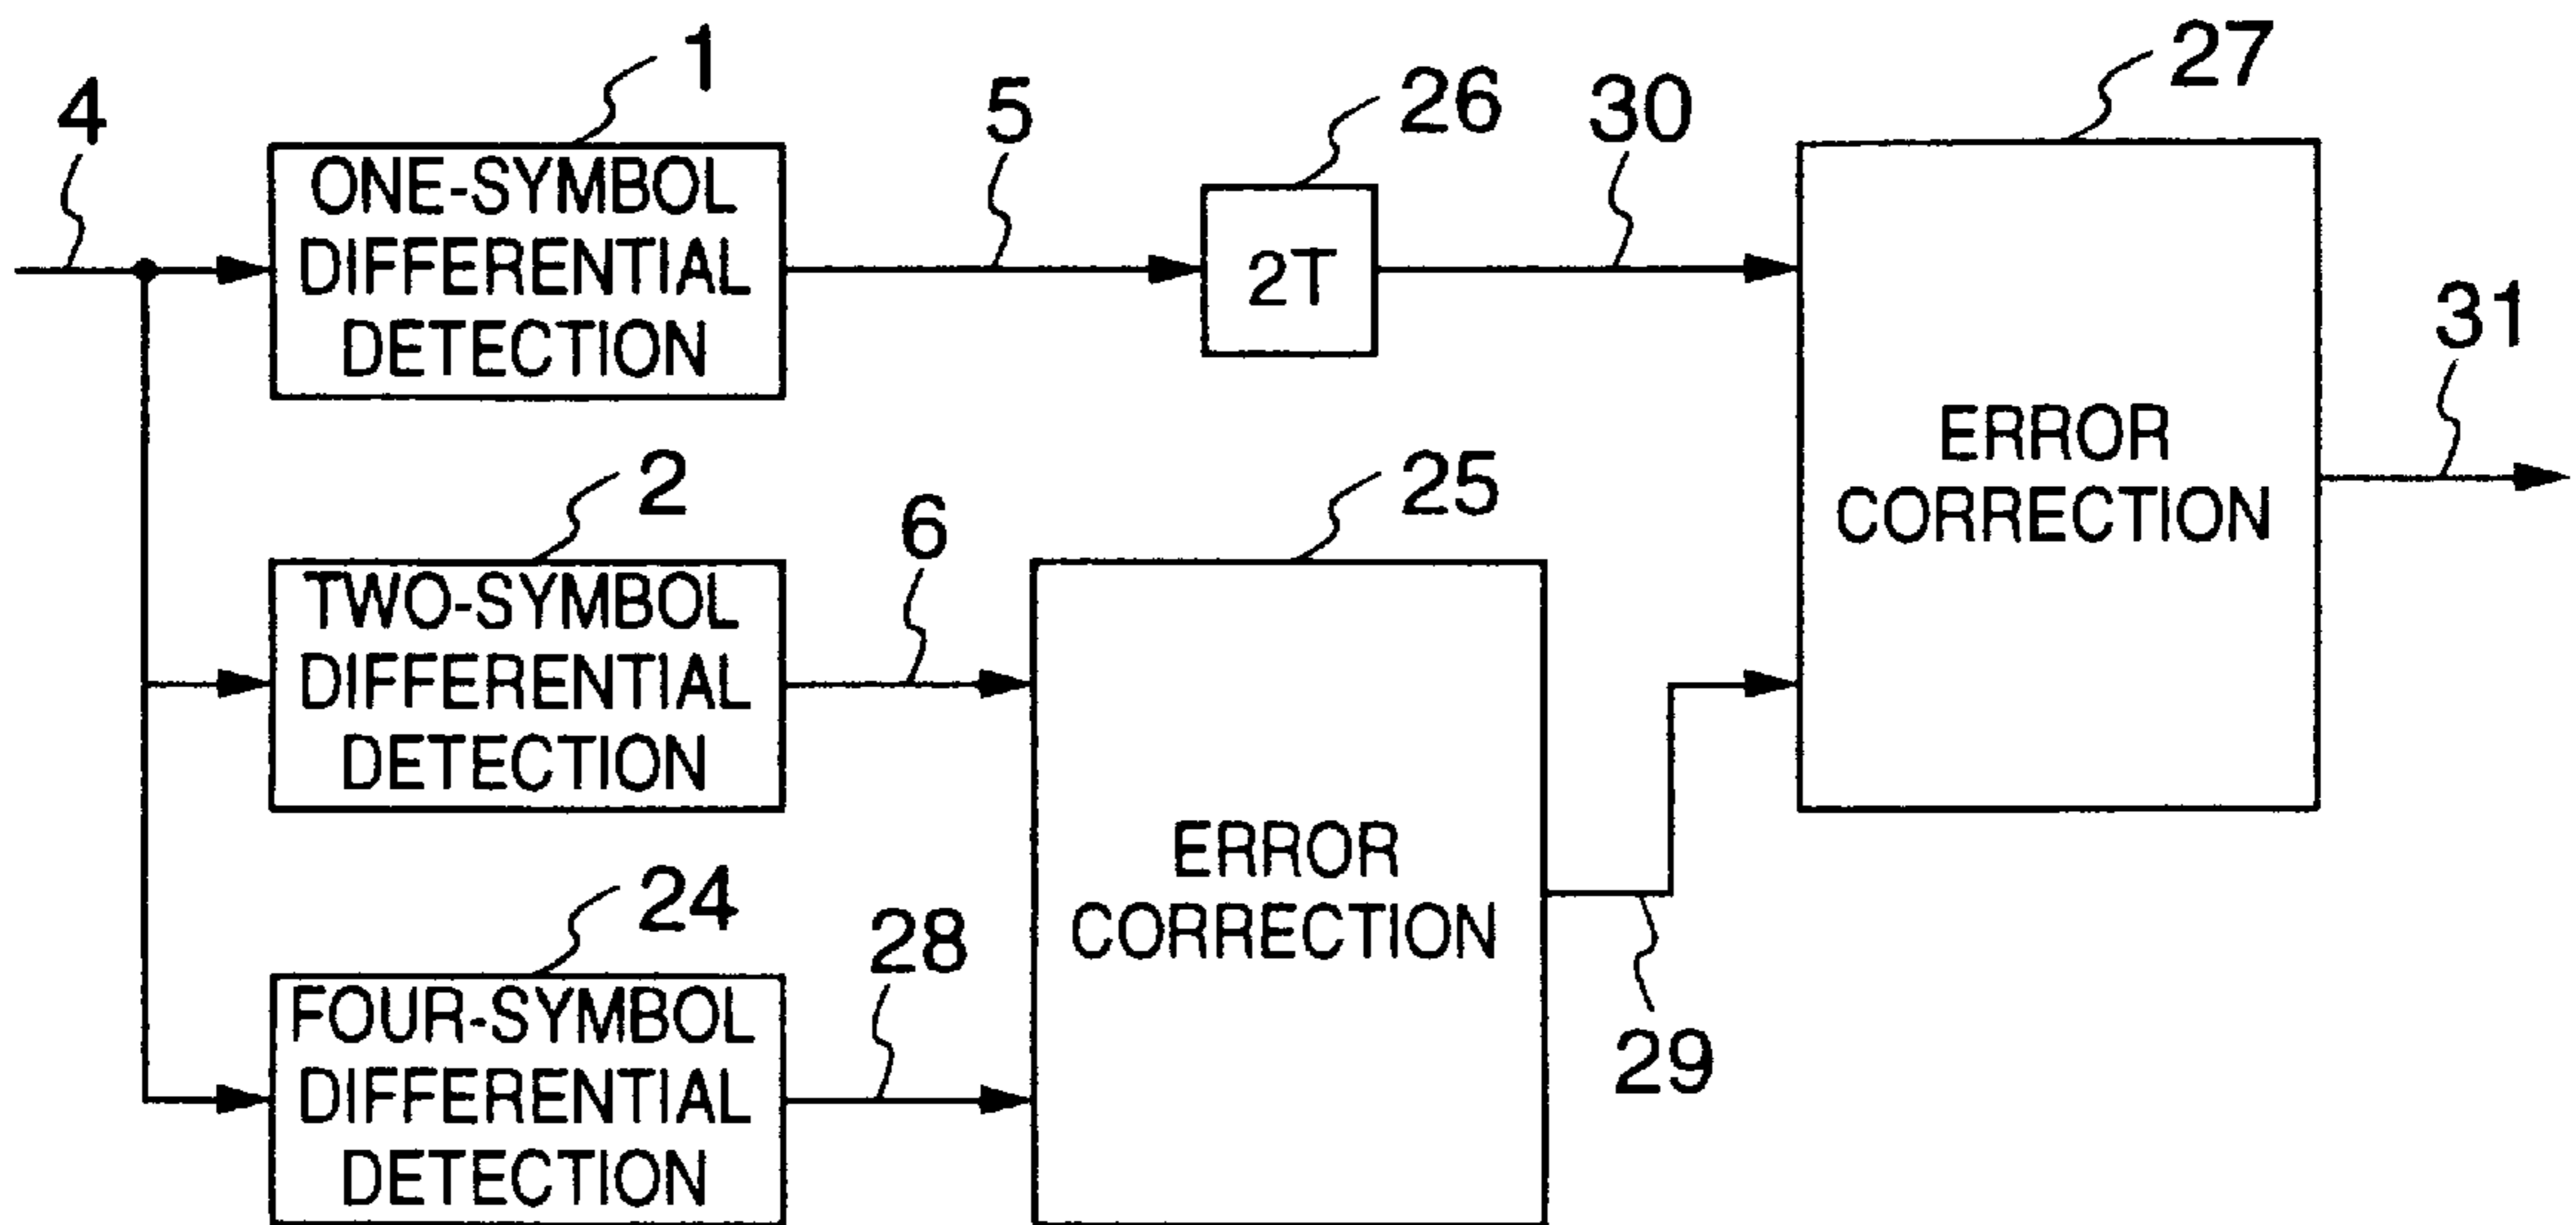 1
27
4
5
26
30
ONE-SYMBOL
DIFFERENTIAL
DETECTION
2T
31
ERROR
CORRECTION
2
6
25
TWO-SYMBOL
DIFFERENTIAL
DETECTION
ERROR
CORRECTION
24
28
29
FOUR-SYMBOL
DIFFERENTIAL
DETECTION